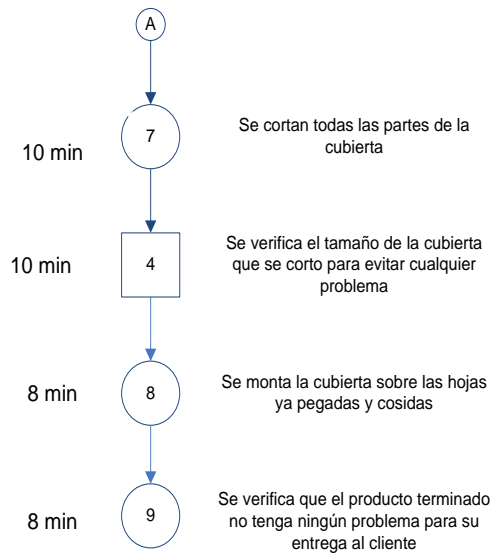 A
10 min
7
Se cortan todas las partes de la
cubierta
10 min
4
Se verifica el tamaño de la cubierta
que se corto para evitar cualquier
problema
8 min
8
Se monta la cubierta sobre las hojas
ya pegadas y cosidas
8 min
9
Se verifica que el producto terminado
no tenga ningún problema para su
entrega al cliente